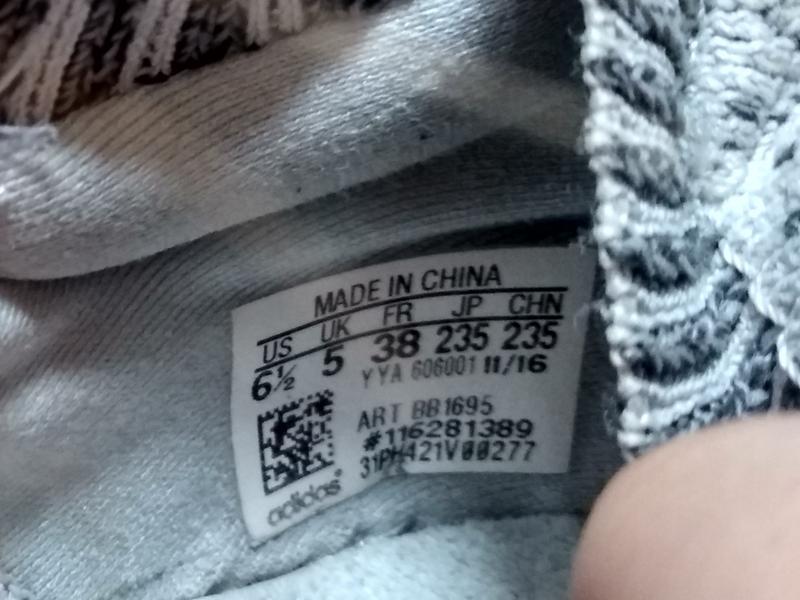 MADE IN CHINA
US UK FR JP CHN
6½ 5 38 235 235
YYA 606001 11/16
ART BB1695
#116281389
31PH421V00277
adidas®